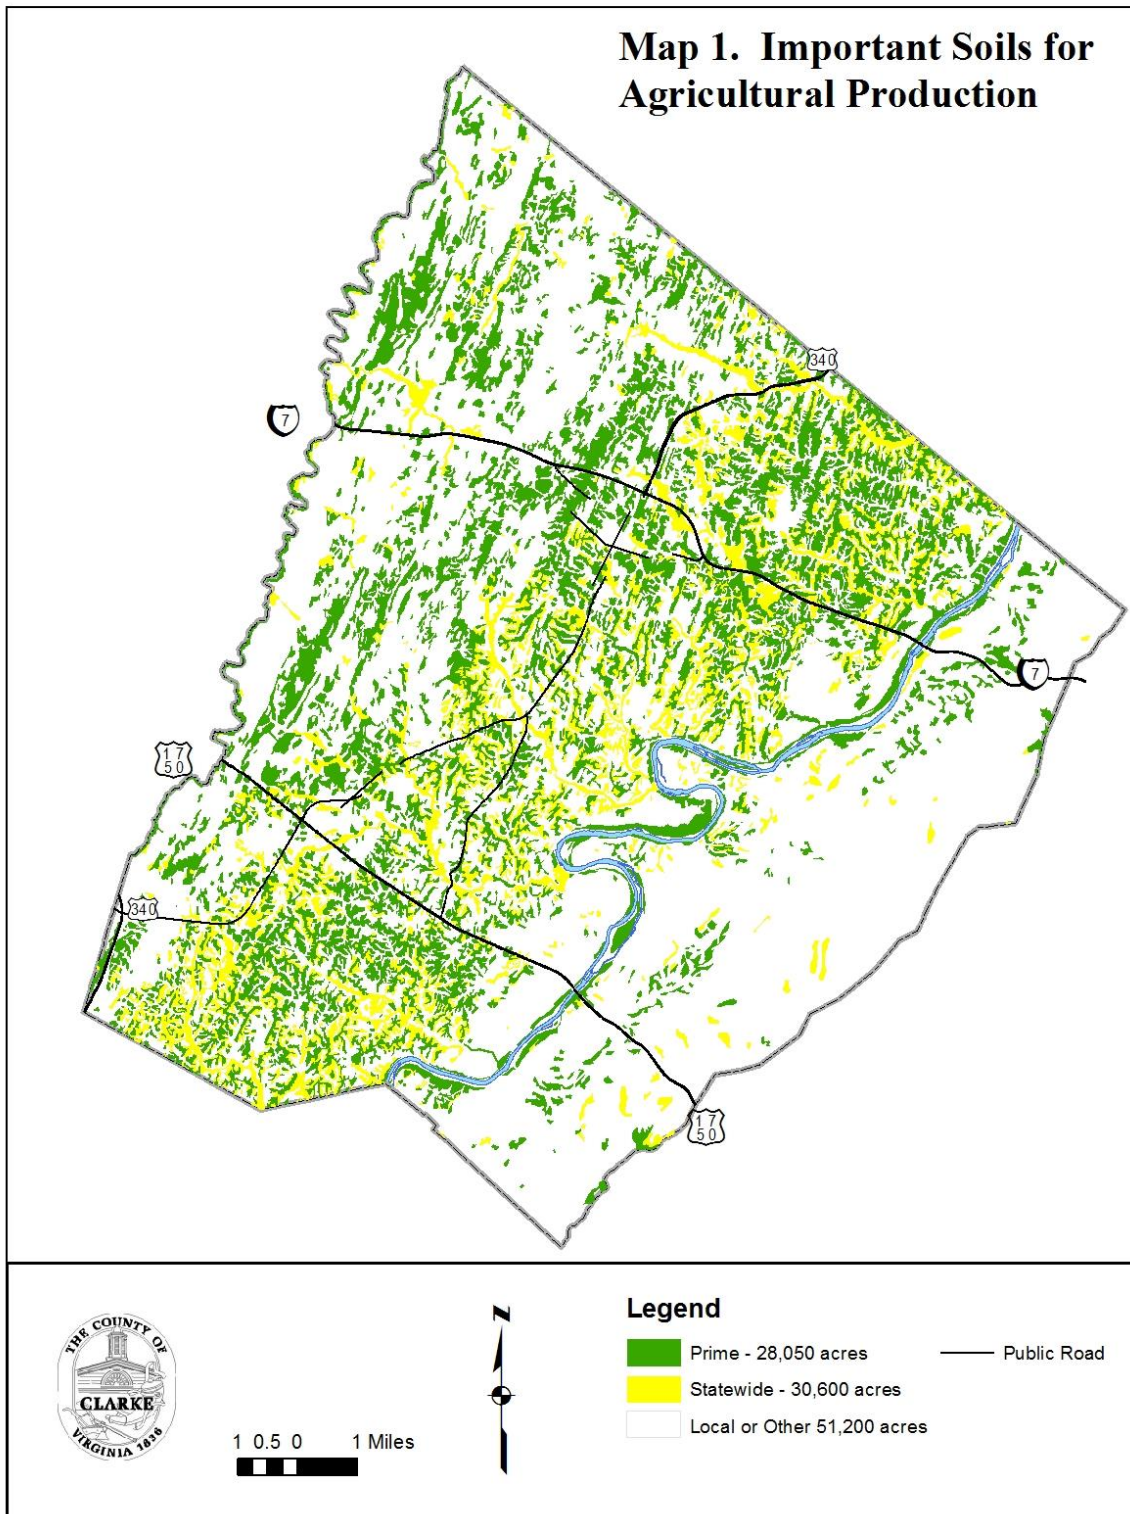 Map 1.  Important Soils for
Agricultural Production
340
7
7
17
50
340
17
50
THE COUNTY OF
CLARKE
VIRGINIA 1836
N
1 0.5 0 1 Miles
Legend
Prime - 28,050 acres
Public Road
Statewide - 30,600 acres
Local or Other 51,200 acres